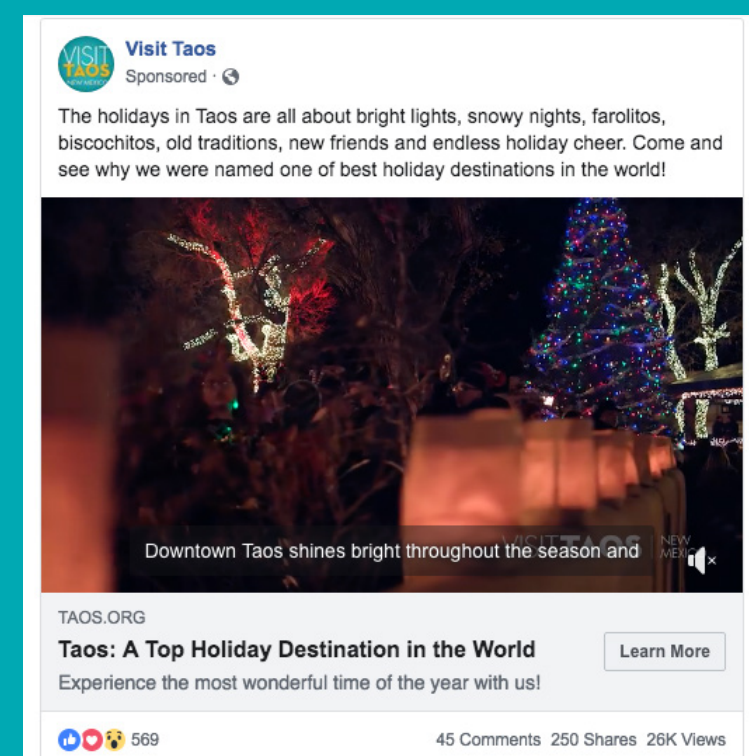 VISIT
TAOS
NEW MEXICO
Visit Taos
Sponsored ·
The holidays in Taos are all about bright lights, snowy nights, farolitos,
biscochitos, old traditions, new friends and endless holiday cheer. Come and
see why we were named one of best holiday destinations in the world!
Downtown Taos shines bright throughout the season and
VISIT TAOS
NEW
MEXICO
TAOS.ORG
Taos: A Top Holiday Destination in the World
Learn More
Experience the most wonderful time of the year with us!
569
45 Comments 250 Shares 26K Views